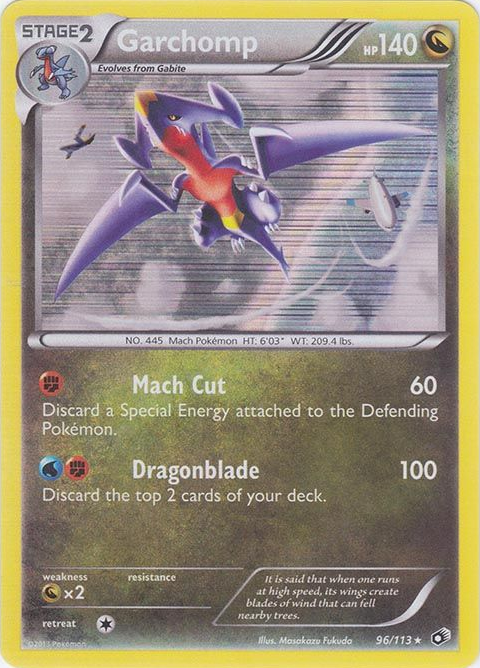 STAGE2
Garchomp
HP140
Evolves from Gabite
NO. 445 Mach Pokémon HT: 6'03" WT: 209.4 lbs.
Mach Cut 60
Discard a Special Energy attached to the Defending
Pokémon.
Dragonblade 100
Discard the top 2 cards of your deck.
weakness resistance
×2
It is said that when one runs
at high speed, its wings create
blades of wind that can fell
nearby trees.
retreat
©2013 Pokémon
Illus. Masakazu Fukuda 96/113 ★